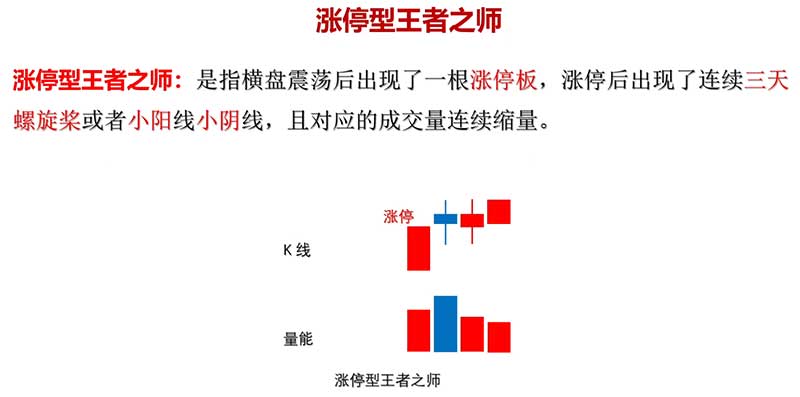 涨停型王者之师
涨停型王者之师：是指横盘震荡后出现了一根涨停板，涨停后出现了连续三天
螺旋桨或者小阳线小阴线，且对应的成交量连续缩量。
涨停
K 线
量能
涨停型王者之师